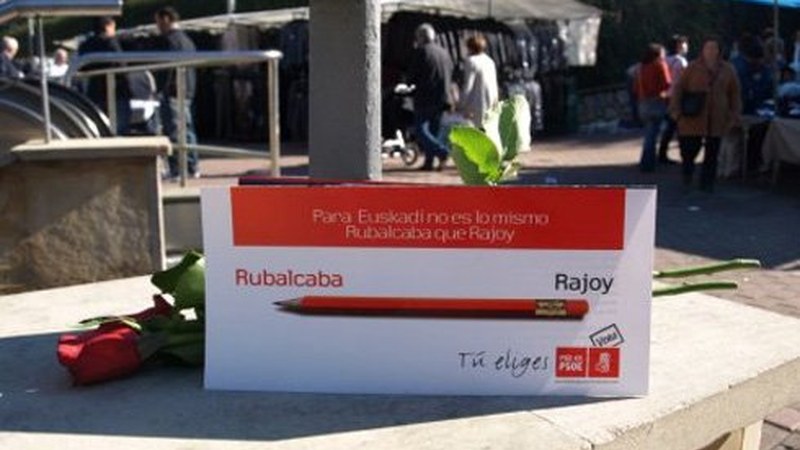 Para Euskadi no es lo mismo
Rubalcaba que Rajoy
Rubalcaba Rajoy
Tú eliges
Vota
PSE-EE
PSOE